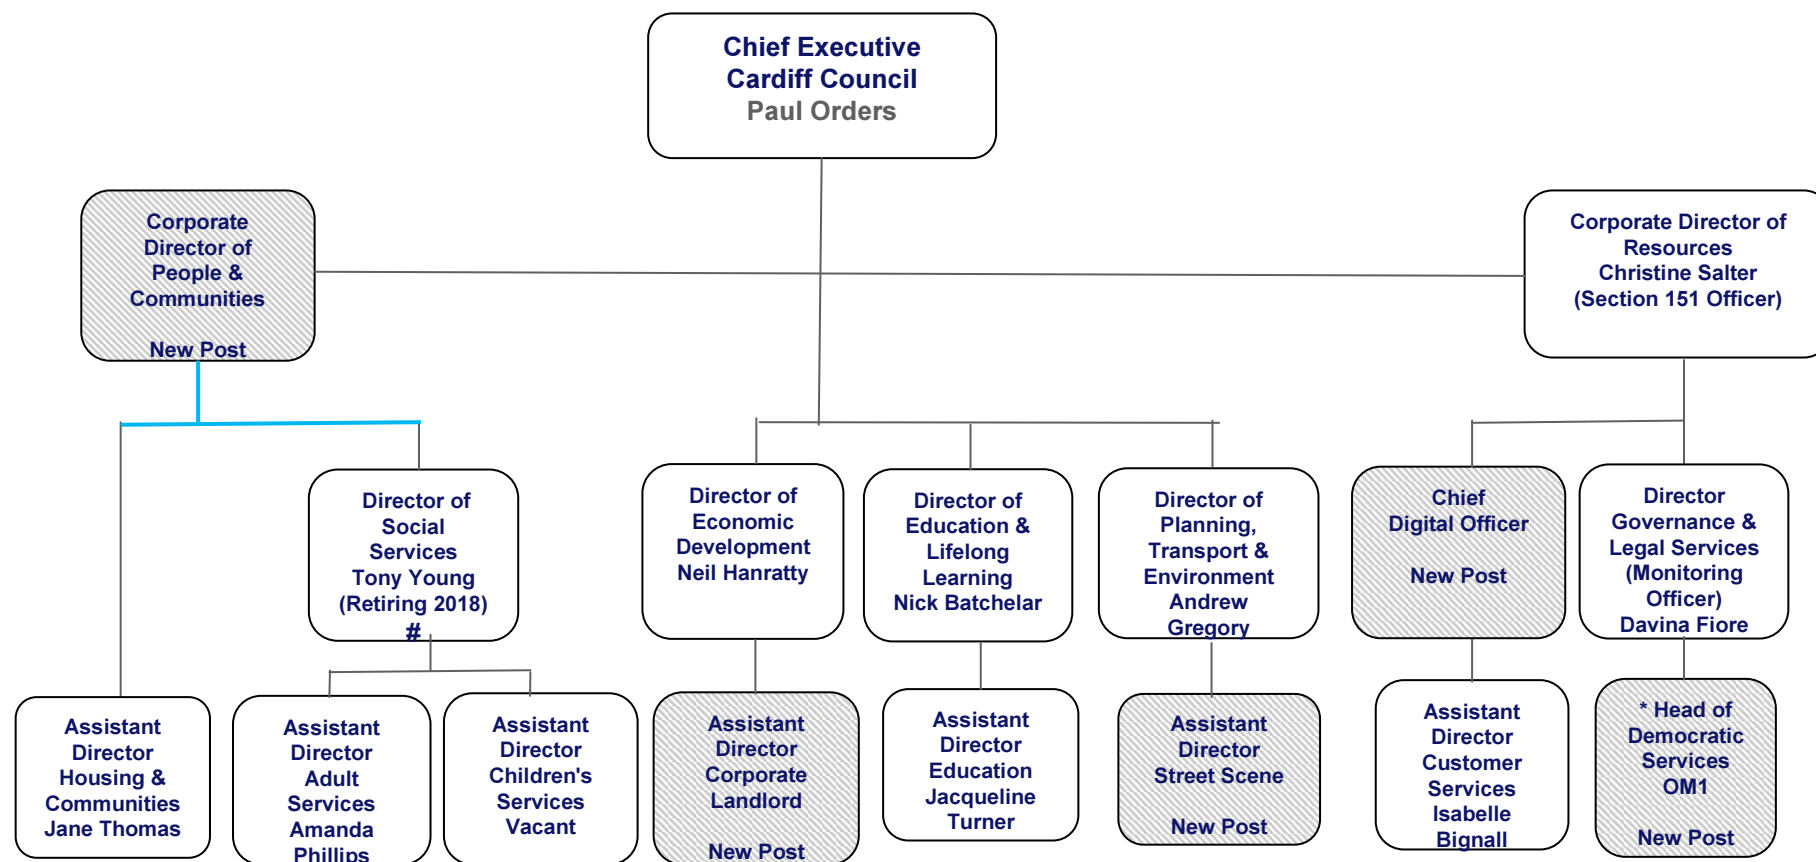 Chief Executive
Cardiff Council
Paul Orders
Corporate
Director of
People &
Communities
New Post
Corporate Director of
Resources
Christine Salter
(Section 151 Officer)
Director of
Social
Services
Tony Young
(Retiring 2018)
#
Director of
Economic
Development
Neil Hanratty
Director of
Education &
Lifelong
Learning
Nick Batchelar
Director of
Planning,
Transport &
Environment
Andrew
Gregory
Chief
Digital Officer
New Post
Director
Governance &
Legal Services
(Monitoring
Officer)
Davina Fiore
Assistant
Director
Housing &
Communities
Jane Thomas
Assistant
Director
Adult
Services
Amanda
Phillips
Assistant
Director
Children's
Services
Vacant
Assistant
Director
Corporate
Landlord
New Post
Assistant
Director
Education
Jacqueline
Turner
Assistant
Director
Street Scene
New Post
Assistant
Director
Customer
Services
Isabelle
Bignall
* Head of
Democratic
Services
OM1
New Post